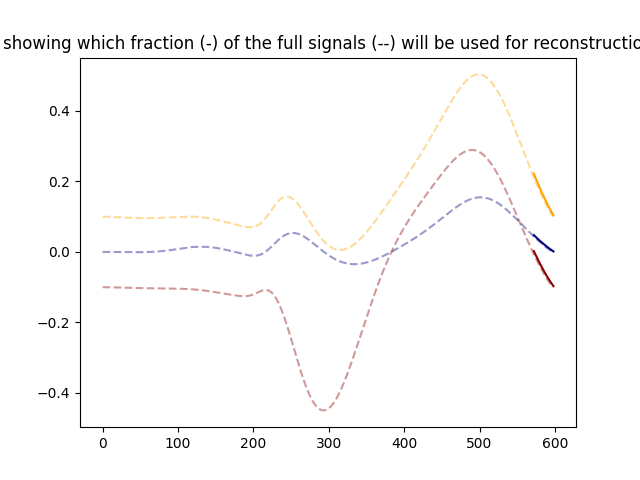 showing which fraction (-) of the full signals (--) will be used for
0.4
0.2
0.0
−0.2
−0.4
0 100 200 300 400 500 600